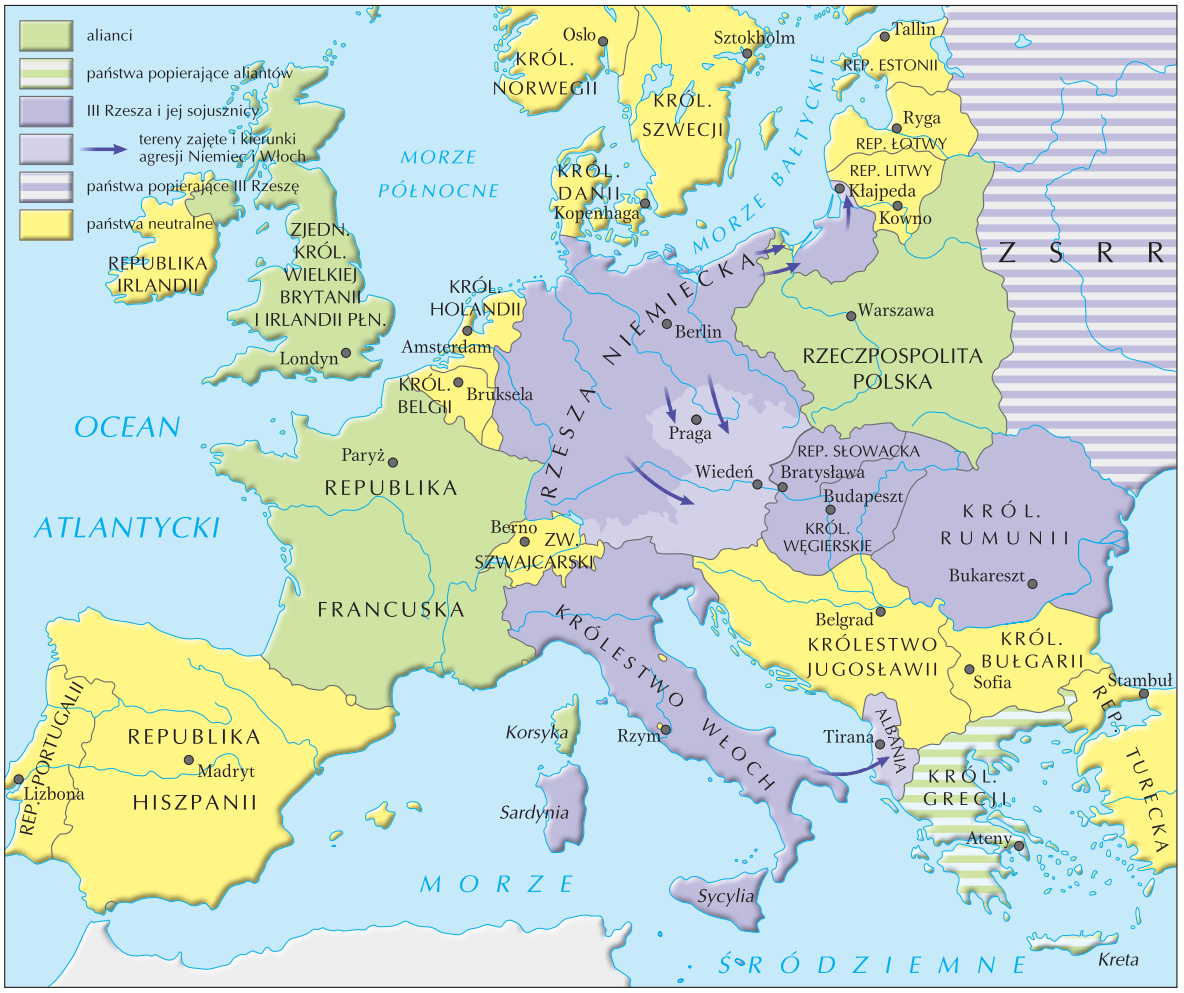 alianci
państwa popierające aliantów
III Rzesza i jej sojusznicy
tereny zajęte i kierunki
agresji Niemiec i Włoch
państwa popierające III Rzeszę
państwa neutralne
Oslo
KRÓL.
NORWEGII
Sztokholm
KRÓL.
SZWECJI
Tallin
REP. ESTONII
Ryga
REP. ŁOTWY
REP. LITWY
Kłajpeda
Kowno
MORZE BAŁTYCKIE
MORZE
PÓŁNOCNE
KRÓL.
DANII
Kopenhaga
ZSRR
REPUBLIKA
IRLANDII
ZJEDN.
KRÓL.
WIELKIEJ
BRYTANII
I IRLANDII PŁN.
Londyn
KRÓL.
HOLANDII
Amsterdam
KRÓL.
BELGII
Bruksela
RZESZA NIEMIECKA
Berlin
Warszawa
RZECZPOSPOLITA
POLSKA
Praga
Wiedeń
REP. SŁOWACKA
Bratysława
Budapeszt
KRÓL.
WĘGIERSKIE
KRÓL.
RUMUNII
Bukareszt
OCEAN
ATLANTYCKI
Paryż
REPUBLIKA
FRANCUSKA
Berno
ZW.
SZWAJCARSKI
KRÓLESTWO WŁOCH
Rzym
Korsyka
Sardynia
Sycylia
Belgrad
KRÓLESTWO
JUGOSŁAWII
KRÓL.
BUŁGARII
Sofia
Stambuł
REP.
TURECKA
ALBANIA
Tirana
KRÓL.
GRECJI
Ateny
Kreta
REP. PORTUGALII
Lizbona
REPUBLIKA
Madryt
HISZPANII
MORZE
ŚRÓDZIEMNE